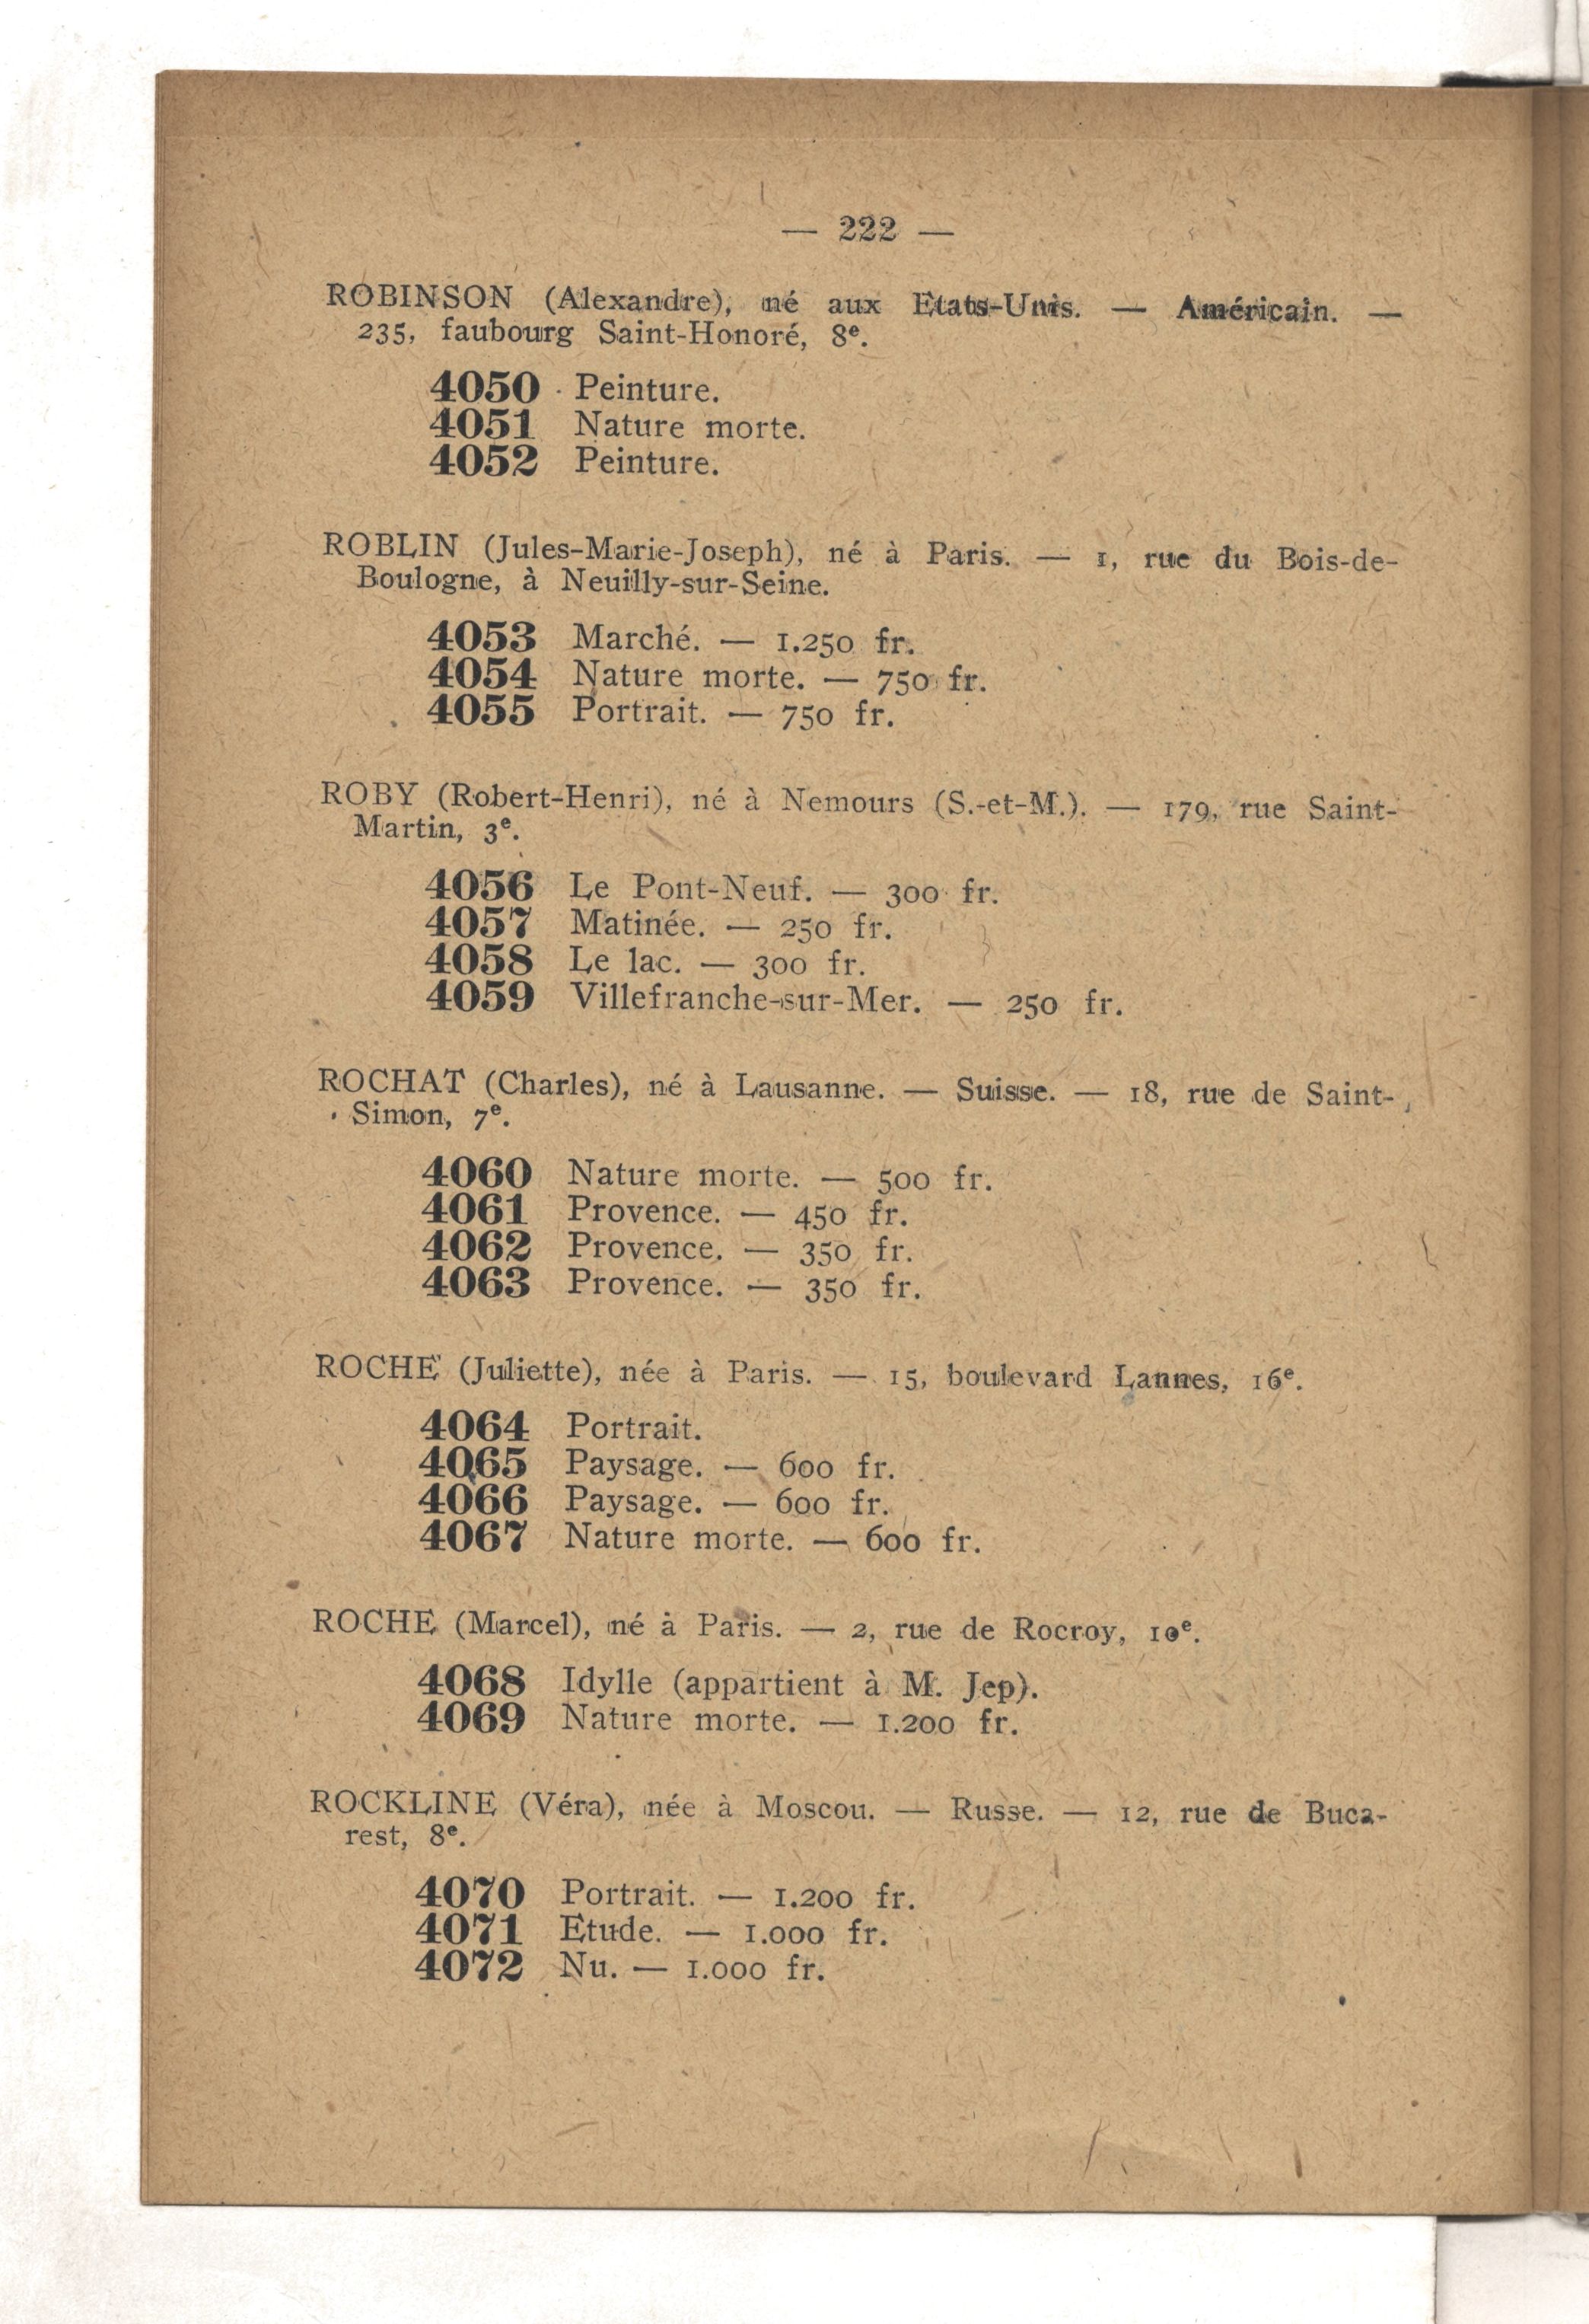 — 222 —
ROBINSON (Alexandre), né aux Etats-Unis. — Américain. —
235, faubourg Saint-Honoré, 8e.
4050 Peinture.
4051 Nature morte.
4052 Peinture.
ROBLIN (Jules-Marie-Joseph), né à Paris. — 1, rue du Bois-de-
Boulogne, à Neuilly-sur-Seine.
4053 Marché. — 1.250 fr.
4054 Nature morte. — 750 fr.
4055 Portrait. — 750 fr.
ROBY (Robert-Henri), né à Nemours (S.-et-M.). — 179, rue Saint-
Martin, 3e.
4056 Le Pont-Neuf. — 300 fr.
4057 Matinée. — 250 fr.
4058 Le lac. — 300 fr.
4059 Villefranche-sur-Mer. — 250 fr.
ROCHAT (Charles), né à Lausanne. — Suisse. — 18, rue de Saint-
Simon, 7e.
4060 Nature morte. — 500 fr.
4061 Provence. — 450 fr.
4062 Provence. — 350 fr.
4063 Provence. — 350 fr.
ROCHE (Juliette), née à Paris. — 15, boulevard Lannes, 16e.
4064 Portrait.
4065 Paysage. — 600 fr.
4066 Paysage. — 600 fr.
4067 Nature morte. — 600 fr.
ROCHE (Marcel), né à Paris. — 2, rue de Rocroy, 10e.
4068 Idylle (appartient à M. Jep).
4069 Nature morte. — 1.200 fr.
ROCKLINE (Véra), née à Moscou. — Russe. — 12, rue de Buca-
rest, 8e.
4070 Portrait. — 1.200 fr.
4071 Etude. — 1.000 fr.
4072 Nu. — 1.000 fr.